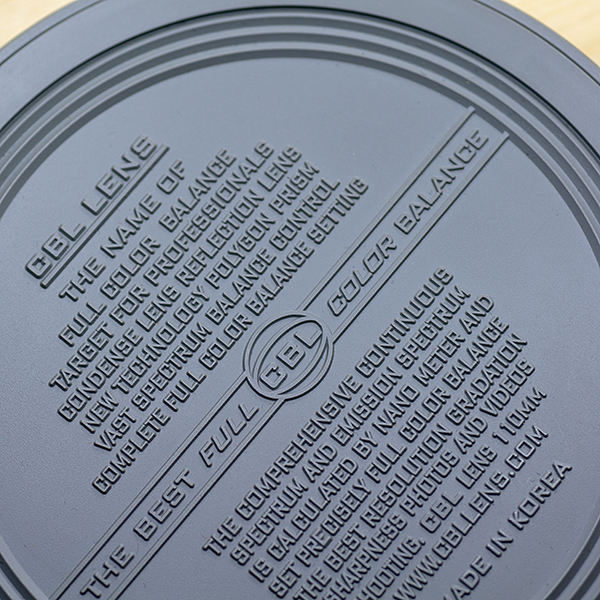 CBL LENS
THE NAME OF
FULL COLOR BALANCE
TARGET FOR PROFESSIONALS
CONDENSE LENS REFLECTION LENS
NEW TECHNOLOGY POLYGON PRISM
VAST SPECTRUM BALANCE CONTROL
COMPLETE FULL COLOR BALANCE SETTING
THE BEST FULL CBL COLOR BALANCE
THE COMPREHENSIVE CONTINUOUS
SPECTRUM AND EMISSION SPECTRUM
IS CALCULATED BY NANO METER AND
SET PRECISELY FULL COLOR BALANCE
THE BEST RESOLUTION GRADATION
SHARPNESS PHOTOS AND VIDEOS
SHOOTING. CBL LENS 110MM
WWW.CBLLENS.COM
MADE IN KOREA